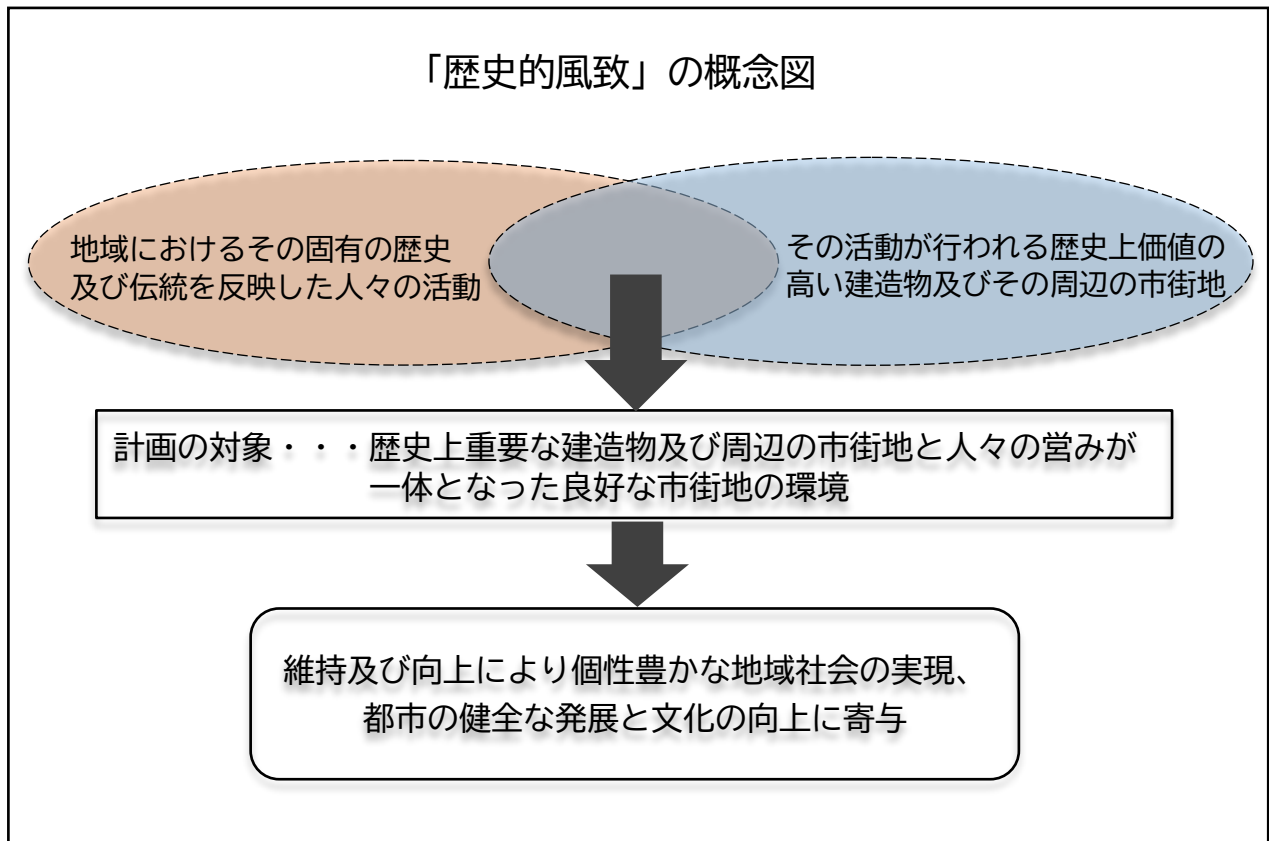 「歴史的風致」の概念図
地域におけるその固有の歴史
及び伝統を反映した人々の活動
その活動が行われる歴史上価値の
高い建造物及びその周辺の市街地
計画の対象・・・歴史上重要な建造物及び周辺の市街地と人々の営みが
一体となった良好な市街地の環境
維持及び向上により個性豊かな地域社会の実現、
都市の健全な発展と文化の向上に寄与